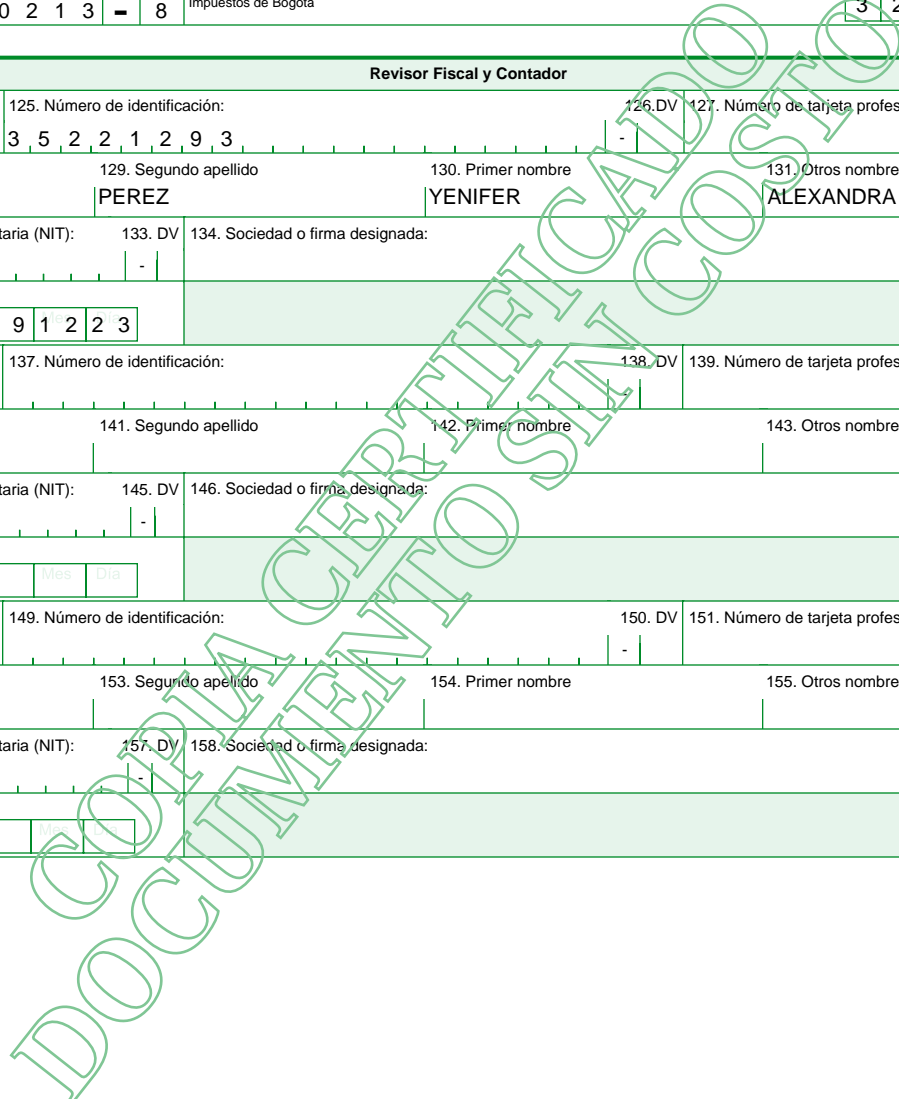 0 2 1 3 - 8 Impuestos de Bogotá 3 2
Revisor Fiscal y Contador
125. Número de identificación: 126.DV 127. Número de tarjeta profes
3 5 2 2 1 2 9 3 -
129. Segundo apellido 130. Primer nombre 131. Otros nombre
PEREZ YENIFER ALEXANDRA
taria (NIT): 133. DV 134. Sociedad o firma designada:
-
9 1 2 2 3
137. Número de identificación: 138. DV 139. Número de tarjeta profes
-
141. Segundo apellido 142. Primer nombre 143. Otros nombre
taria (NIT): 145. DV 146. Sociedad o firma designada:
-
Mes Dia
149. Número de identificación: 150. DV 151. Número de tarjeta profes
-
153. Segundo apellido 154. Primer nombre 155. Otros nombre
taria (NIT): 157. DV 158. Sociedad o firma designada:
-
Mes Dia
COPIA CERTIFICADO
DOCUMENTO SIN COSTO